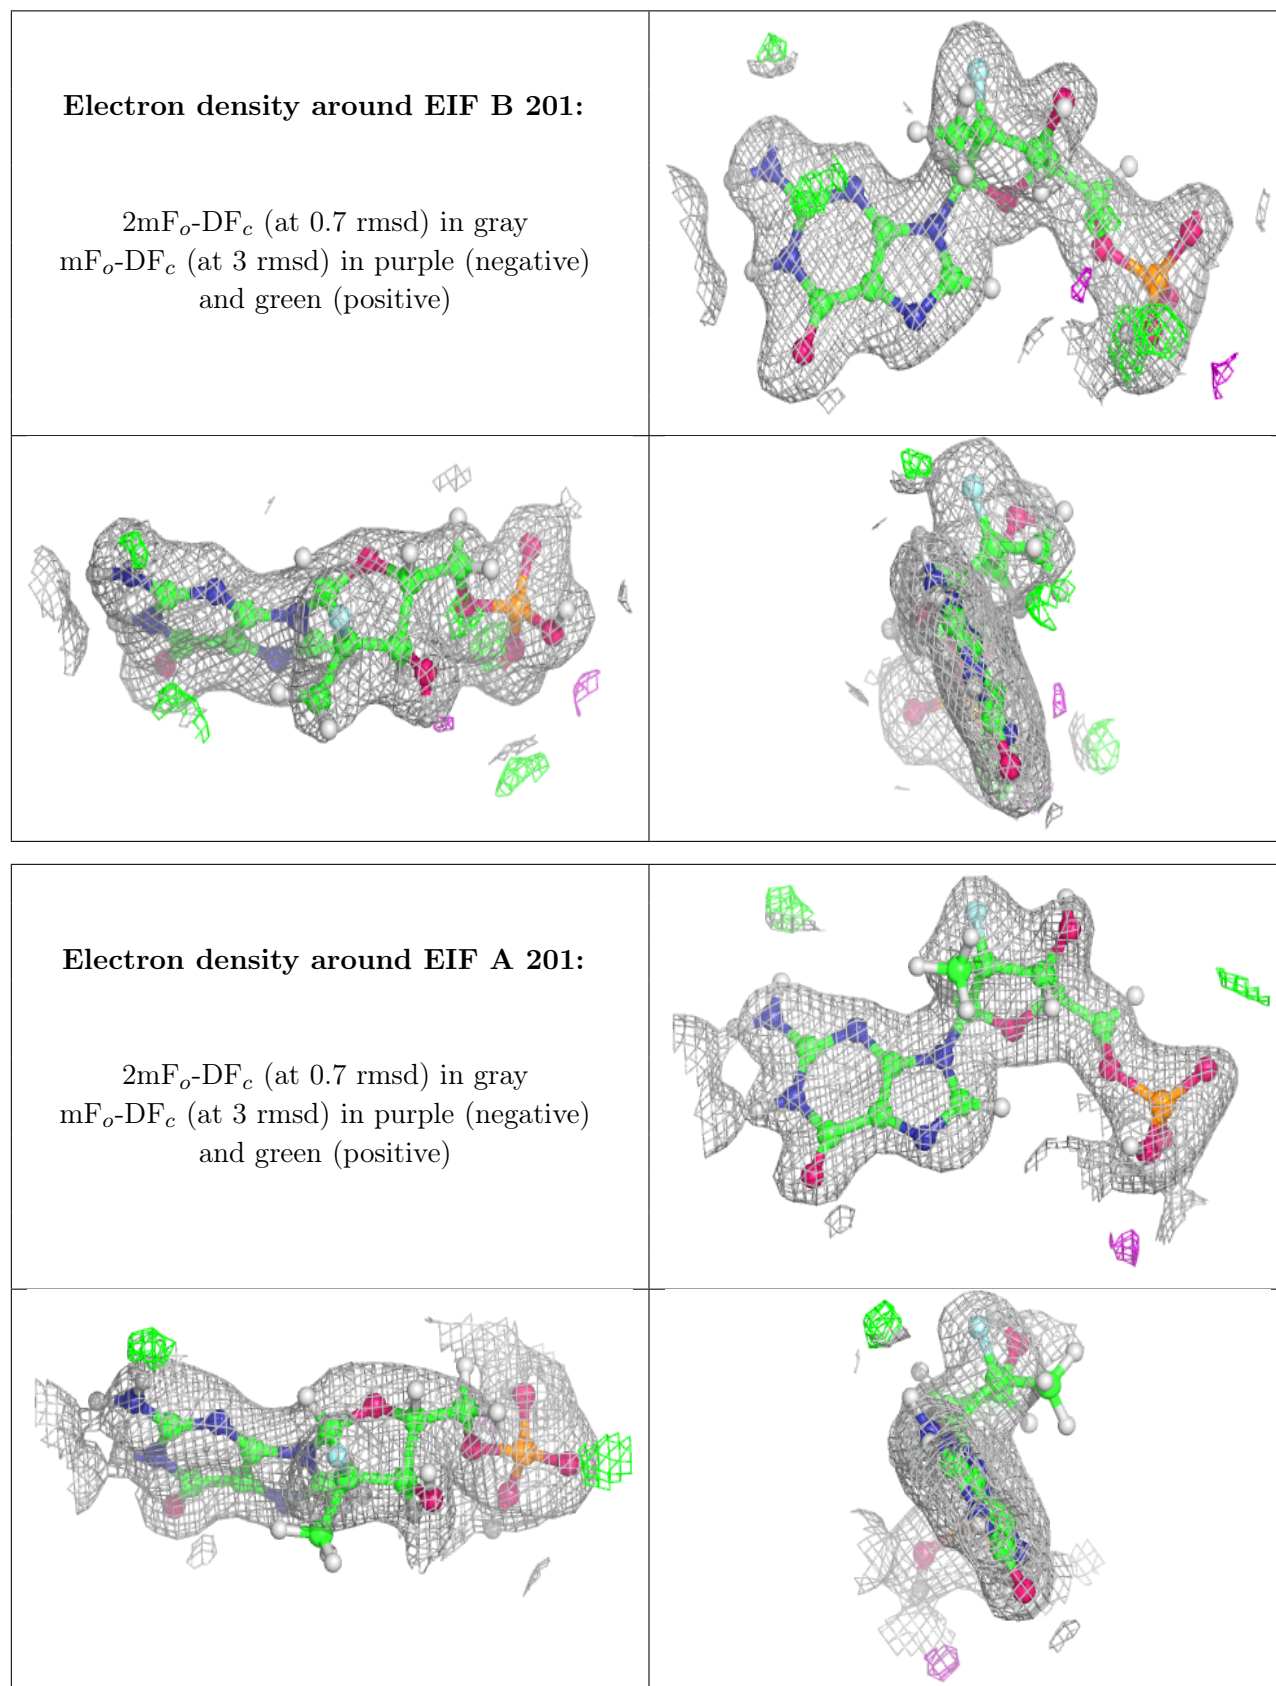 Electron density around EIF B 201:
2mFₒ-DF𝒸 (at 0.7 rmsd) in gray
mFₒ-DF𝒸 (at 3 rmsd) in purple (negative)
and green (positive)
Electron density around EIF A 201:
2mFₒ-DF𝒸 (at 0.7 rmsd) in gray
mFₒ-DF𝒸 (at 3 rmsd) in purple (negative)
and green (positive)